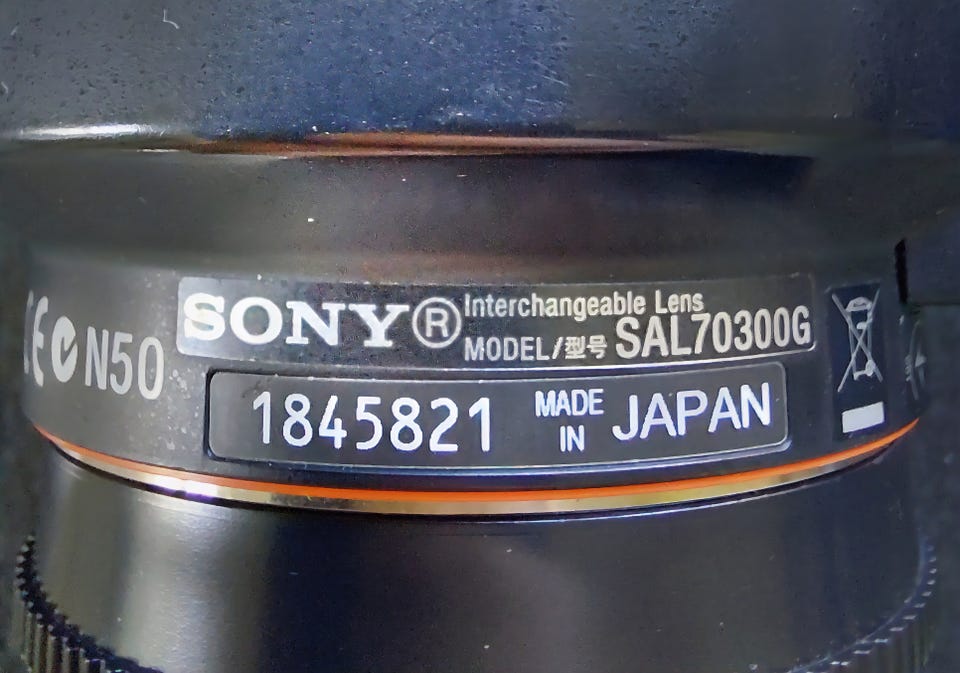 CE N50
SONY® Interchangeable Lens
MODEL/型号 SAL70300G
1845821 MADE IN JAPAN